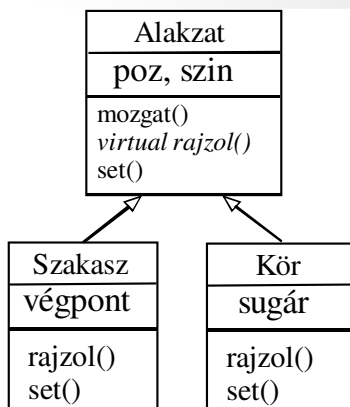 Alakzat
poz, szin
mozgat()
virtual rajzol()
set()
Szakasz
végpont
rajzol()
set()
Kör
sugár
rajzol()
set()